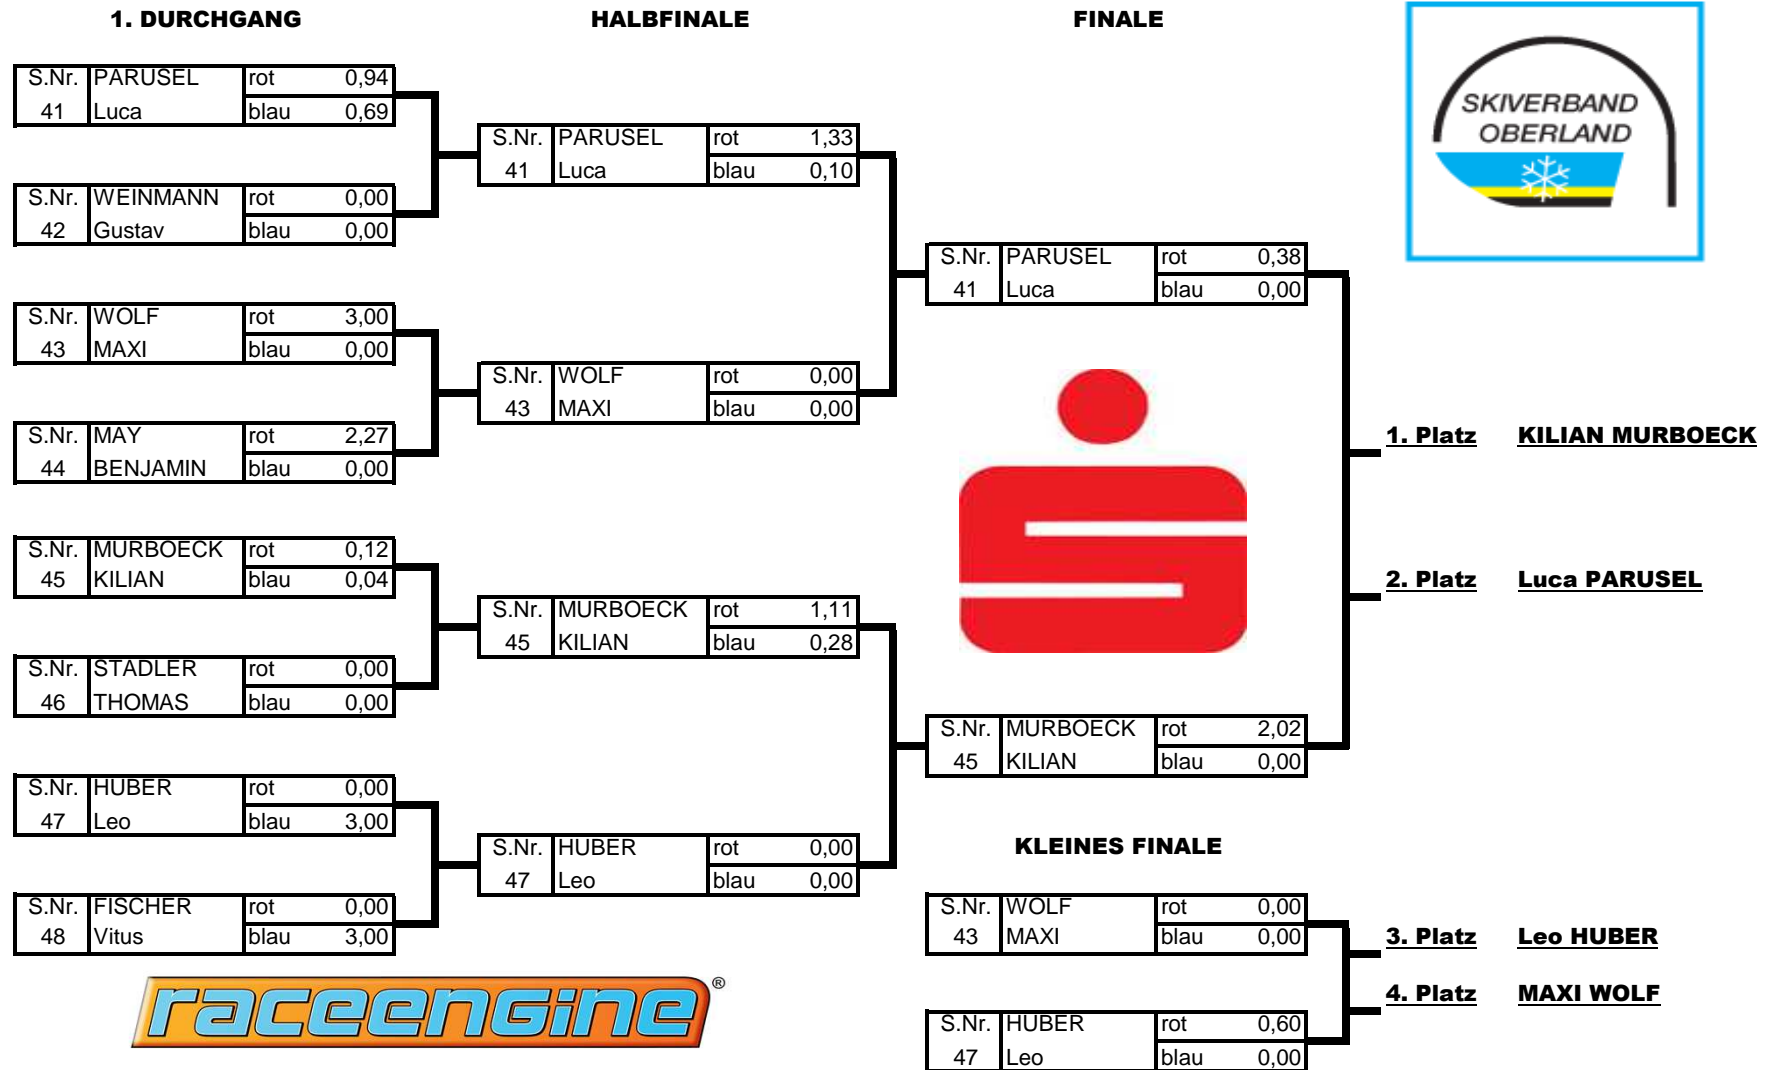 1. DURCHGANG
HALBFINALE
FINALE
SKIVERBAND
OBERLAND
S.Nr. PARUSEL rot 0,94
41 Luca blau 0,69
S.Nr. WEINMANN rot 0,00
42 Gustav blau 0,00
S.Nr. WOLF rot 3,00
43 MAXI blau 0,00
S.Nr. MAY rot 2,27
44 BENJAMIN blau 0,00
S.Nr. MURBOECK rot 0,12
45 KILIAN blau 0,04
S.Nr. STADLER rot 0,00
46 THOMAS blau 0,00
S.Nr. HUBER rot 0,00
47 Leo blau 3,00
S.Nr. FISCHER rot 0,00
48 Vitus blau 3,00
S.Nr. PARUSEL rot 1,33
41 Luca blau 0,10
S.Nr. WOLF rot 0,00
43 MAXI blau 0,00
S.Nr. MURBOECK rot 1,11
45 KILIAN blau 0,28
S.Nr. HUBER rot 0,00
47 Leo blau 0,00
S.Nr. PARUSEL rot 0,38
41 Luca blau 0,00
S.Nr. MURBOECK rot 2,02
45 KILIAN blau 0,00
1. Platz KILIAN MURBOECK
2. Platz Luca PARUSEL
KLEINES FINALE
S.Nr. WOLF rot 0,00
43 MAXI blau 0,00
S.Nr. HUBER rot 0,60
47 Leo blau 0,00
3. Platz Leo HUBER
4. Platz MAXI WOLF
raceengine®